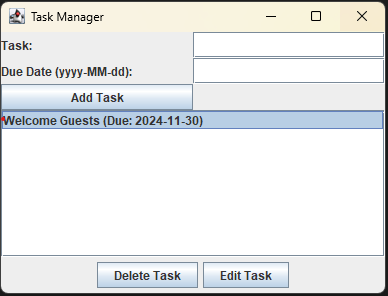 Task Manager
Task:
Due Date (yyyy-MM-dd):
Add Task
Welcome Guests (Due: 2024-11-30)
Delete Task Edit Task